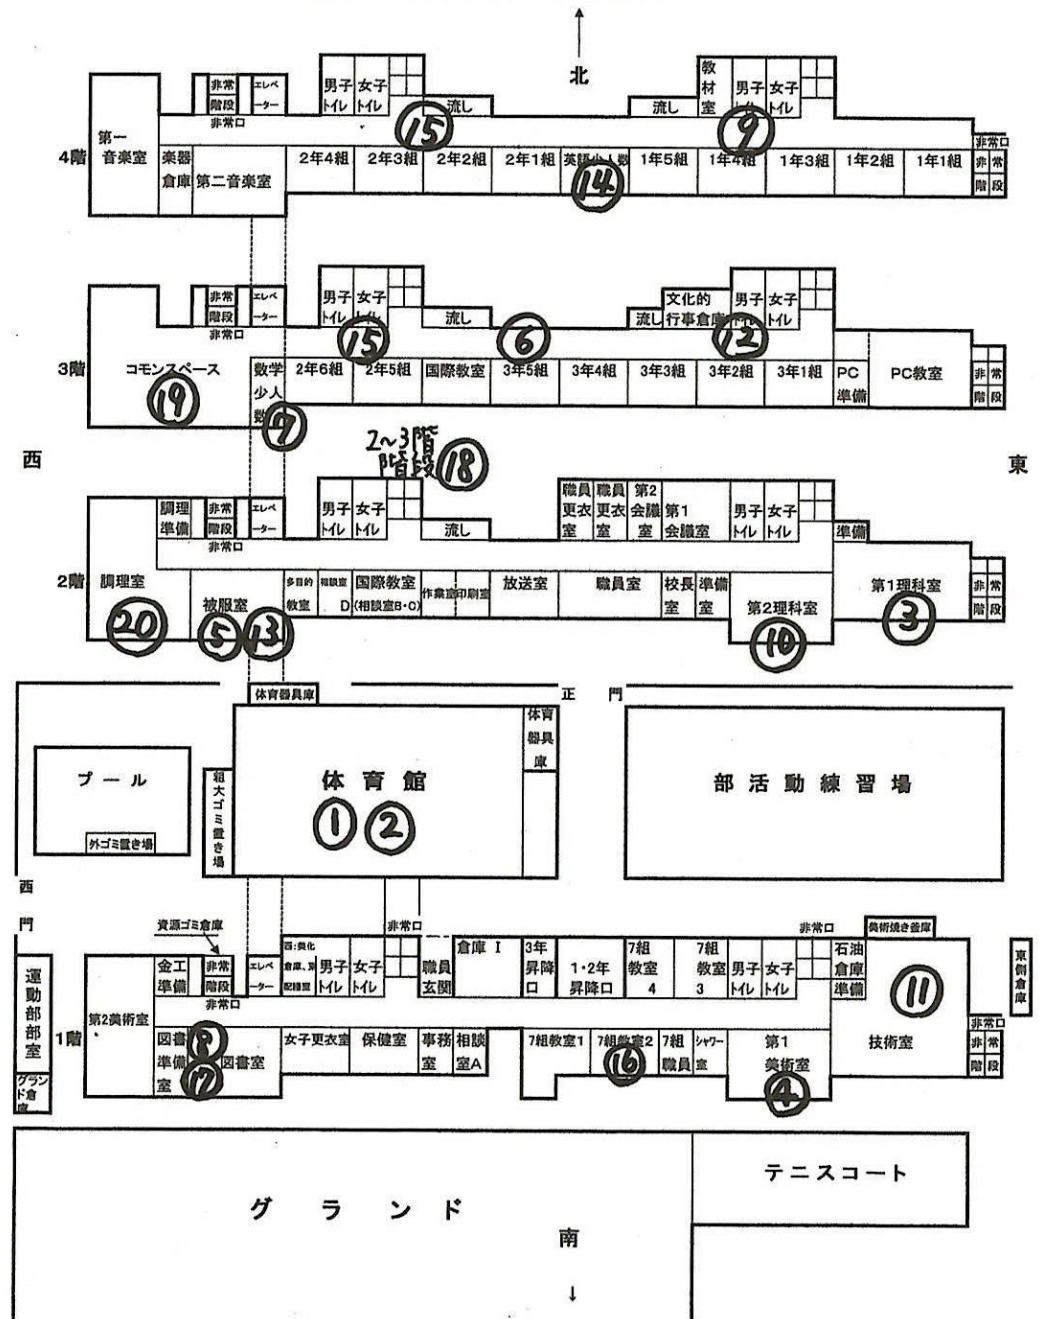 ↑
北
非常
階段
エレベーター
非常口
男子トイレ
女子トイレ
⑮
流し
流し
教材室
男子トイレ
女子トイレ
⑨
4階
第一音楽室
楽器倉庫
第二音楽室
2年4組
2年3組
2年2組
2年1組
英語少人数
⑭
1年5組
1年4組
1年3組
1年2組
1年1組
非常口
非常
階段
非常
階段
エレベーター
非常口
男子トイレ
女子トイレ
⑮
流し
⑥
流し
文化的行事倉庫
男子トイレ
女子トイレ
⑫
3階
コモンスペース
⑲
数学少人数
⑦
2年6組
2年5組
国際教室
3年5組
3年4組
3年3組
3年2組
3年1組
PC準備
PC教室
非常
階段
西
東
2~3階
階段
⑱
調理準備
非常
階段
エレベーター
非常口
男子トイレ
女子トイレ
流し
職員更衣室
職員更衣室
第2会議室
第1会議室
男子トイレ
女子トイレ
準備
2階
調理室
⑳
被服室
⑤
⑬
多目的教室
相談室D
国際教室
(相談室B・C)
作業室
印刷室
放送室
職員室
校長室
準備室
第2理科室
⑩
第1理科室
③
非常
階段
体育器具庫
正門
プール
外ゴミ置き場
粗大ゴミ置き場
体育館
① ②
体育器具庫
部活動練習場
西門
資源ゴミ倉庫
非常口
非常口
美術焼き釜庫
運動部部室
グランド倉庫
金工準備
非常
階段
エレベーター
非常口
男子トイレ
女子トイレ
職員玄関
倉庫Ⅰ
3年昇降口
1・2年昇降口
7組教室4
7組教室3
男子トイレ
女子トイレ
石油倉庫
準備
⑪
東側倉庫
1階
第2美術室
図書準備室
⑧
⑰
図書室
女子更衣室
保健室
事務室
相談室A
7組教室1
7組教室2
⑯
7組職員
シャワー室
第1美術室
④
技術室
非常口
非常
階段
グランド
テニスコート
南
↓